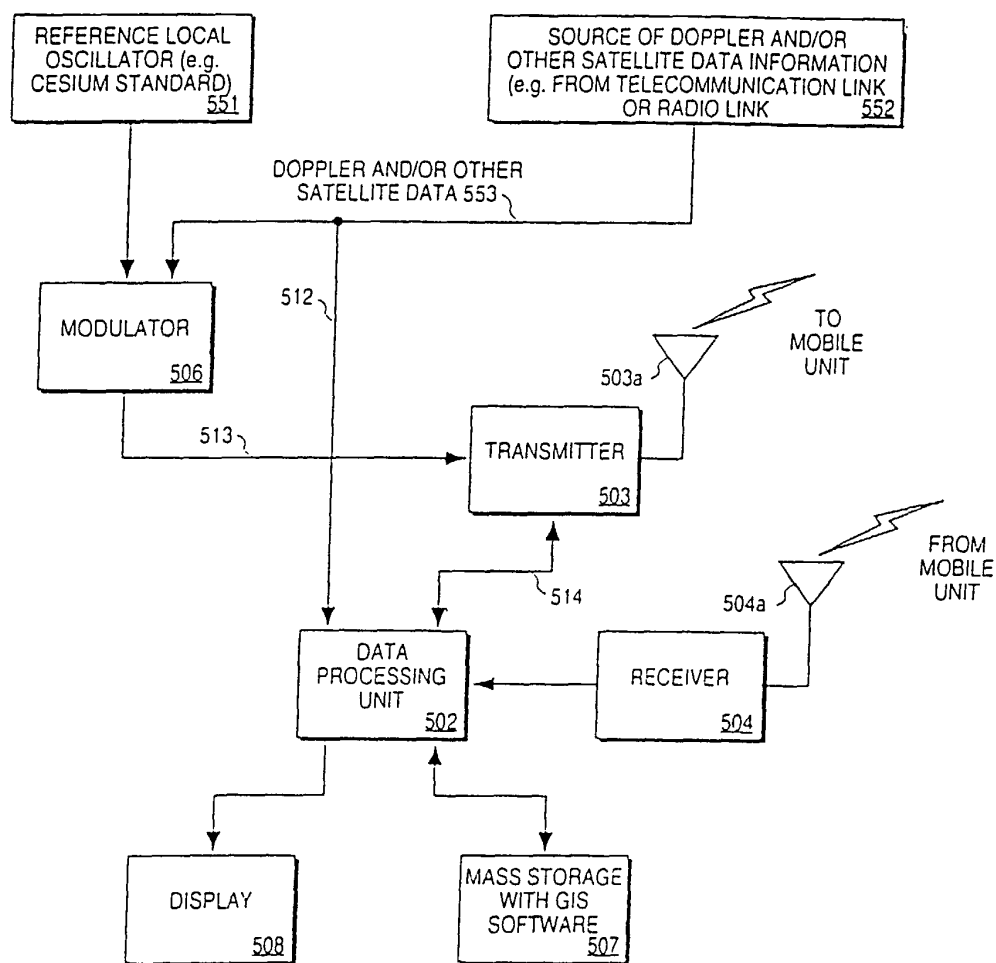 REFERENCE LOCAL
OSCILLATOR (e.g.
CESIUM STANDARD)
551
SOURCE OF DOPPLER AND/OR
OTHER SATELLITE DATA INFORMATION
(e.g. FROM TELECOMMUNICATION LINK
OR RADIO LINK
552
DOPPLER AND/OR OTHER
SATELLITE DATA 553
MODULATOR
506
512
TO
MOBILE
UNIT
503a
513
TRANSMITTER
503
FROM
MOBILE
UNIT
504a
514
DATA
PROCESSING
UNIT
502
RECEIVER
504
DISPLAY
508
MASS STORAGE
WITH GIS
SOFTWARE
507